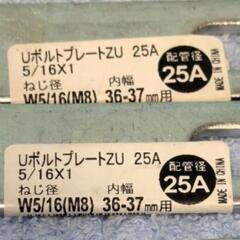 UボルトプレートZU 25A
5/16X1
ねじ径 内幅
W5/16(M8) 36-37mm用
配管径
25A
MADE IN CHINA
UボルトプレートZU 25A
5/16X1
ねじ径 内幅
W5/16(M8) 36-37mm用
配管径
25A
MADE IN CHINA